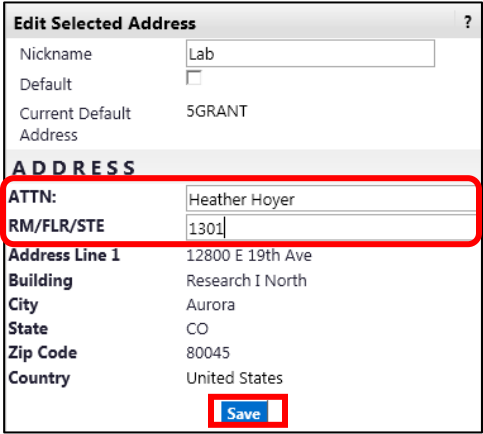 Edit Selected Address ?
Nickname Lab
Default
Current Default 5GRANT
Address
ADDRESS
ATTN: Heather Hoyer
RM/FLR/STE 1301
Address Line 1 12800 E 19th Ave
Building Research I North
City Aurora
State CO
Zip Code 80045
Country United States
Save